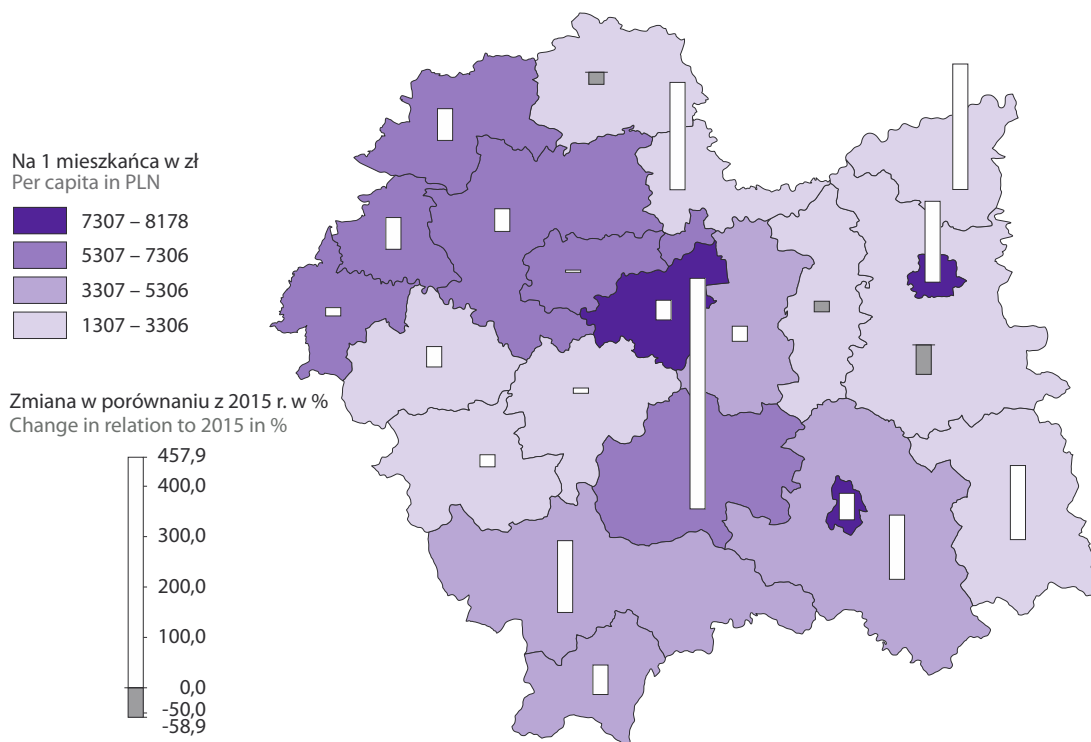 Na 1 mieszkańca w zł
Per capita in PLN
7307 – 8178
5307 – 7306
3307 – 5306
1307 – 3306
Zmiana w porównaniu z 2015 r. w %
Change in relation to 2015 in %
457,9
400,0
300,0
200,0
100,0
0,0
-50,0
-58,9